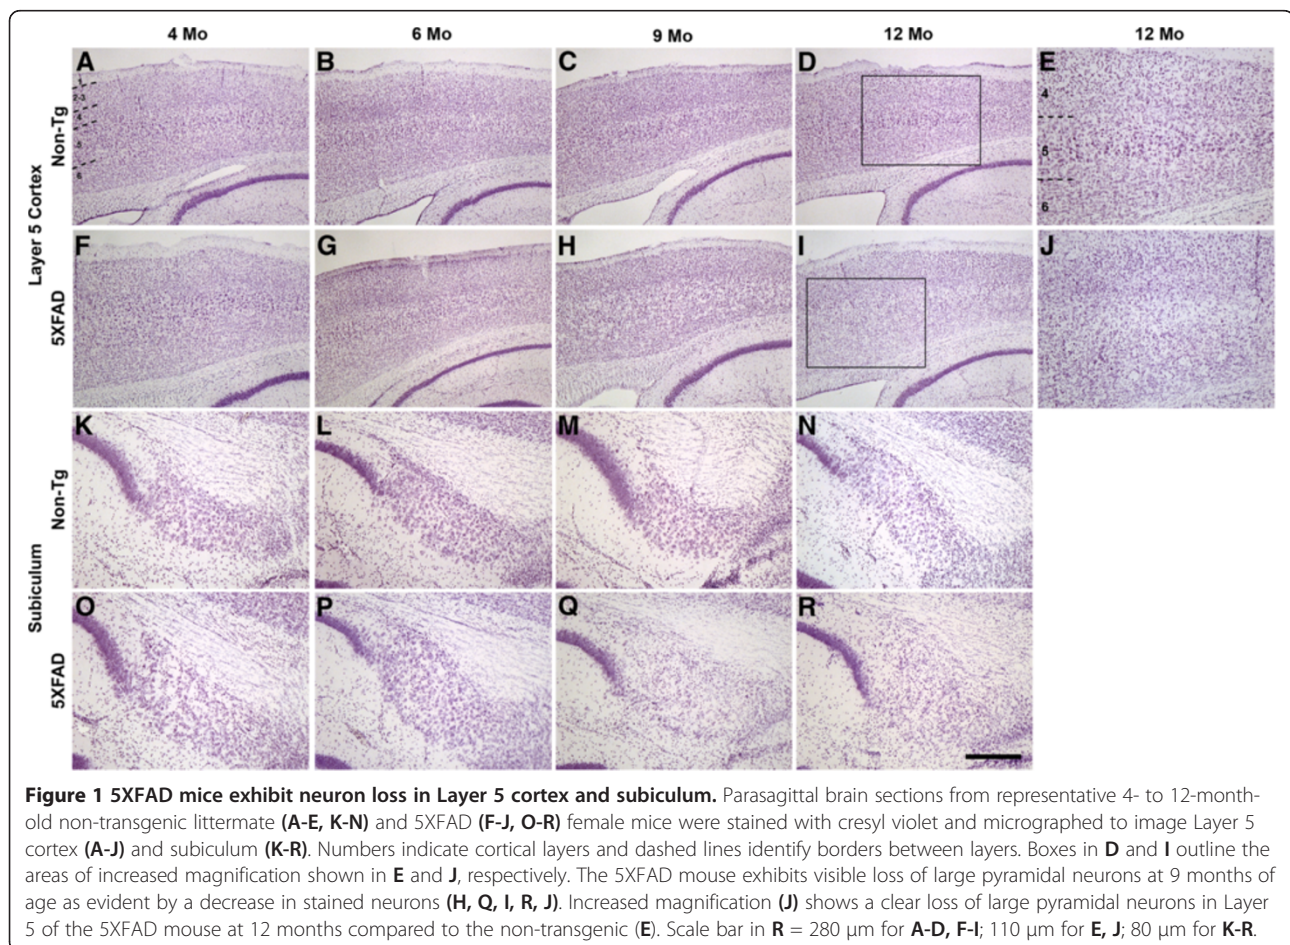 4 Mo 6 Mo 9 Mo 12 Mo 12 Mo
Layer 5 Cortex
Non-Tg
A B C D E
1
2-3
4
5
6
4
5
6
5XFAD
F G H I J
Subiculum
Non-Tg
K L M N
5XFAD
O P Q R
Figure 1 5XFAD mice exhibit neuron loss in Layer 5 cortex and subiculum. Parasagittal brain sections from representative 4- to 12-month-
old non-transgenic littermate (A-E, K-N) and 5XFAD (F-J, O-R) female mice were stained with cresyl violet and micrographed to image Layer 5
cortex (A-J) and subiculum (K-R). Numbers indicate cortical layers and dashed lines identify borders between layers. Boxes in D and I outline the
areas of increased magnification shown in E and J, respectively. The 5XFAD mouse exhibits visible loss of large pyramidal neurons at 9 months of
age as evident by a decrease in stained neurons (H, Q, I, R, J). Increased magnification (J) shows a clear loss of large pyramidal neurons in Layer
5 of the 5XFAD mouse at 12 months compared to the non-transgenic (E). Scale bar in R = 280 μm for A-D, F-I; 110 μm for E, J; 80 μm for K-R.